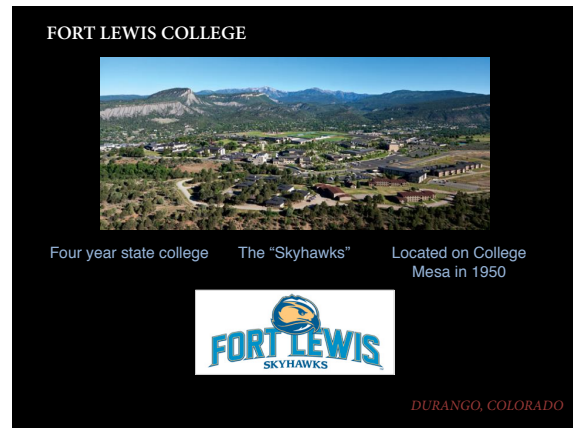 FORT LEWIS COLLEGE
Four year state college
The “Skyhawks”
Located on College
Mesa in 1950
FORT LEWIS
SKYHAWKS
DURANGO, COLORADO